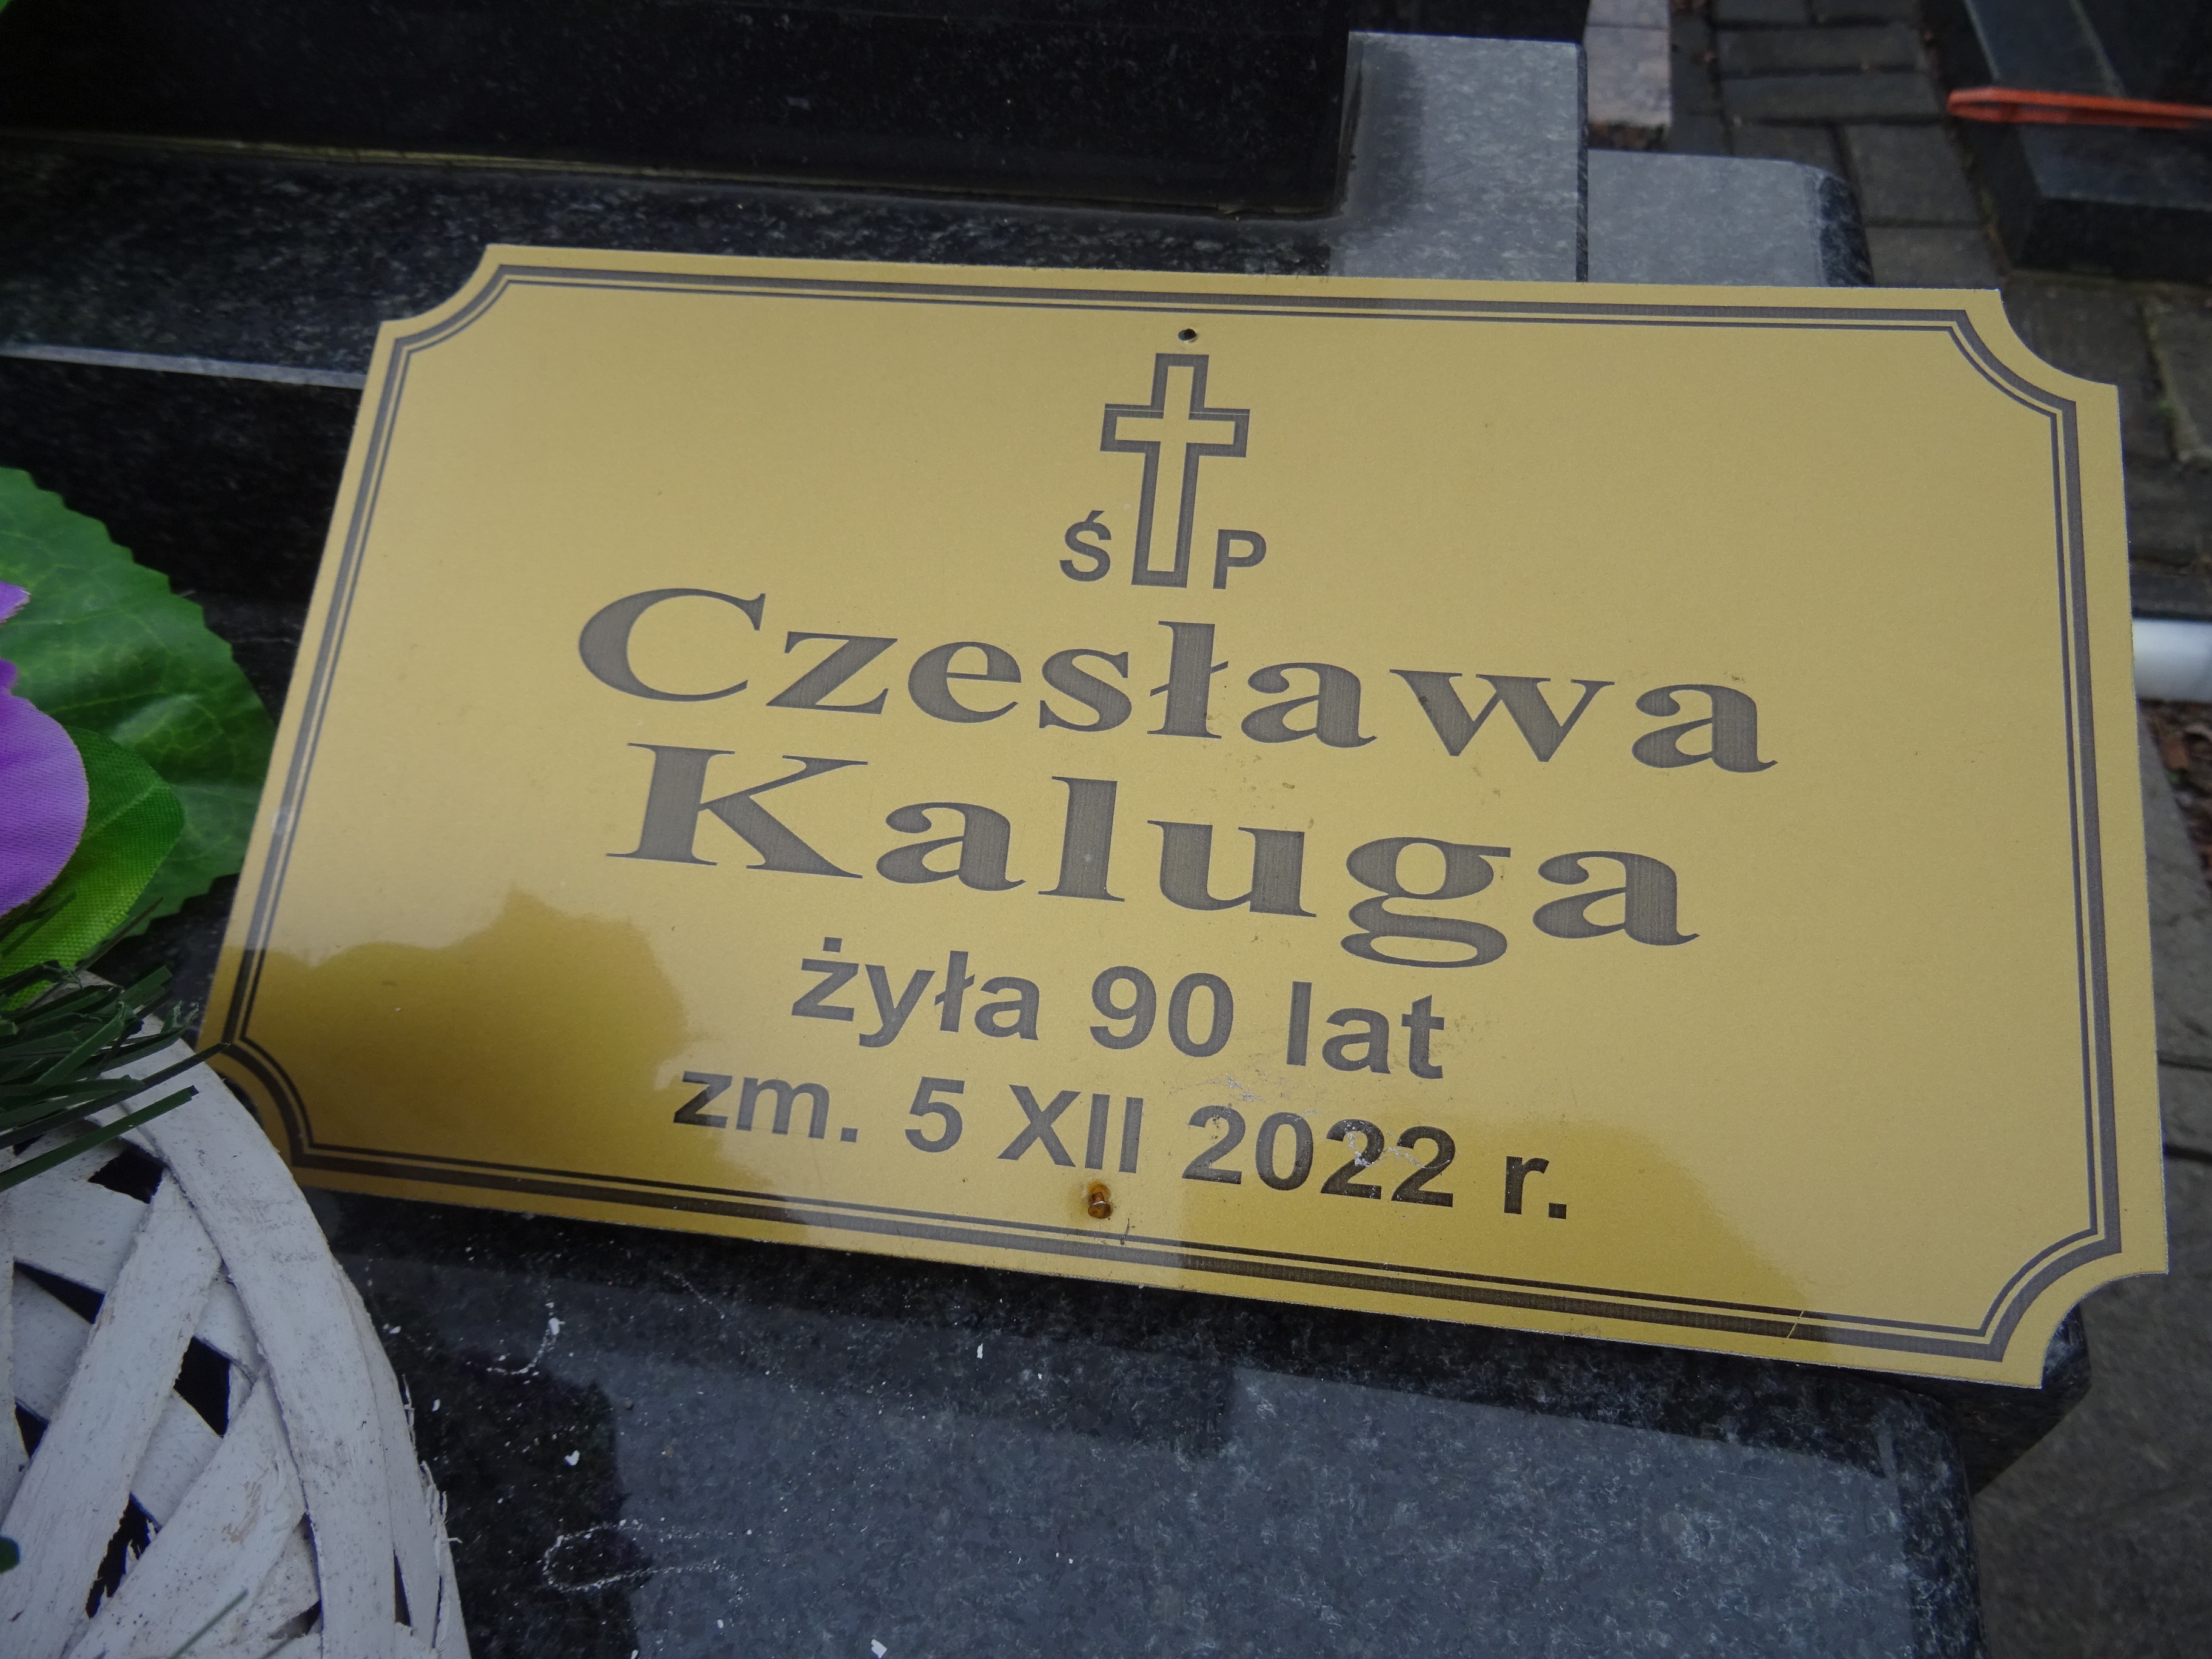 Ś P
Czesława
Kaluga
żyła 90 lat
zm. 5 XII 2022 r.